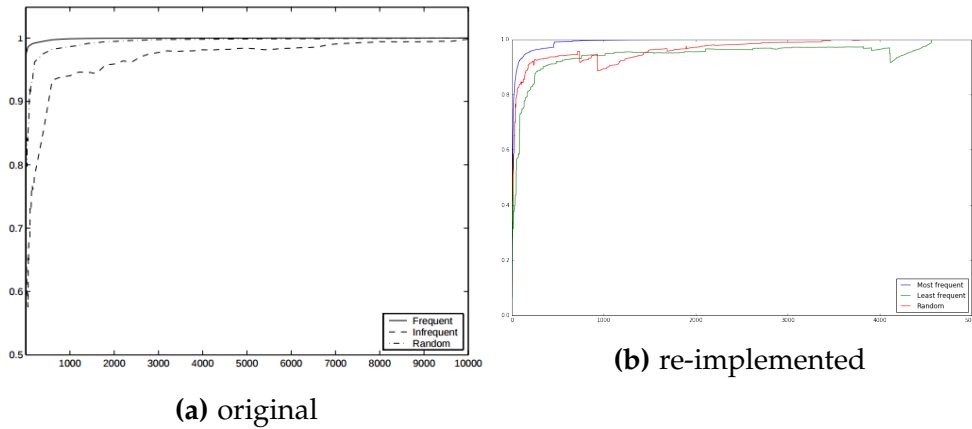 1
0.9
0.8
0.7
0.6
0.5
1000 2000 3000 4000 5000 6000 7000 8000 9000 10000
Frequent
Infrequent
Random
(a) original
1.0
0.8
0.6
0.4
0.2
0.0
0 1000 2000 3000 4000 50
Most frequent
Least frequent
Random
(b) re-implemented